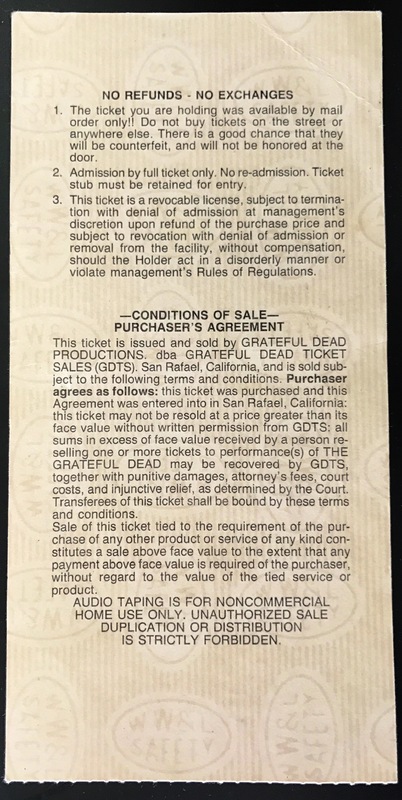 NO REFUNDS - NO EXCHANGES
1. The ticket you are holding was available by mail
order only!! Do not buy tickets on the street or
anywhere else. There is a good chance that they
will be counterfeit, and will not be honored at the
door.
2. Admission by full ticket only. No re-admission. Ticket
stub must be retained for entry.
3. This ticket is a revocable license, subject to termina-
tion with denial of admission at management's
discretion upon refund of the purchase price and
subject to revocation with denial of admission or
removal from the facility, without compensation,
should the Holder act in a disorderly manner or
violate management's Rules of Regulations.
—CONDITIONS OF SALE—
PURCHASER'S AGREEMENT
This ticket is issued and sold by GRATEFUL DEAD
PRODUCTIONS. dba GRATEFUL DEAD TICKET
SALES (GDTS). San Rafael, California, and is sold sub-
ject to the following terms and conditions. Purchaser
agrees as follows: this ticket was purchased and this
Agreement was entered into in San Rafael, California:
this ticket may not be resold at a price greater than its
face value without written permission from GDTS; all
sums in excess of face value received by a person re-
selling one or more tickets to performance(s) of THE
GRATEFUL DEAD may be recovered by GDTS,
together with punitive damages, attorney's fees, court
costs, and injunctive relief, as determined by the Court.
Transferees of this ticket shall be bound by these terms
and conditions.
Sale of this ticket tied to the requirement of the pur-
chase of any other product or service of any kind con-
stitutes a sale above face value to the extent that any
payment above face value is required of the purchaser,
without regard to the value of the tied service or
product.
AUDIO TAPING IS FOR NONCOMMERCIAL
HOME USE ONLY. UNAUTHORIZED SALE
DUPLICATION OR DISTRIBUTION
IS STRICTLY FORBIDDEN.